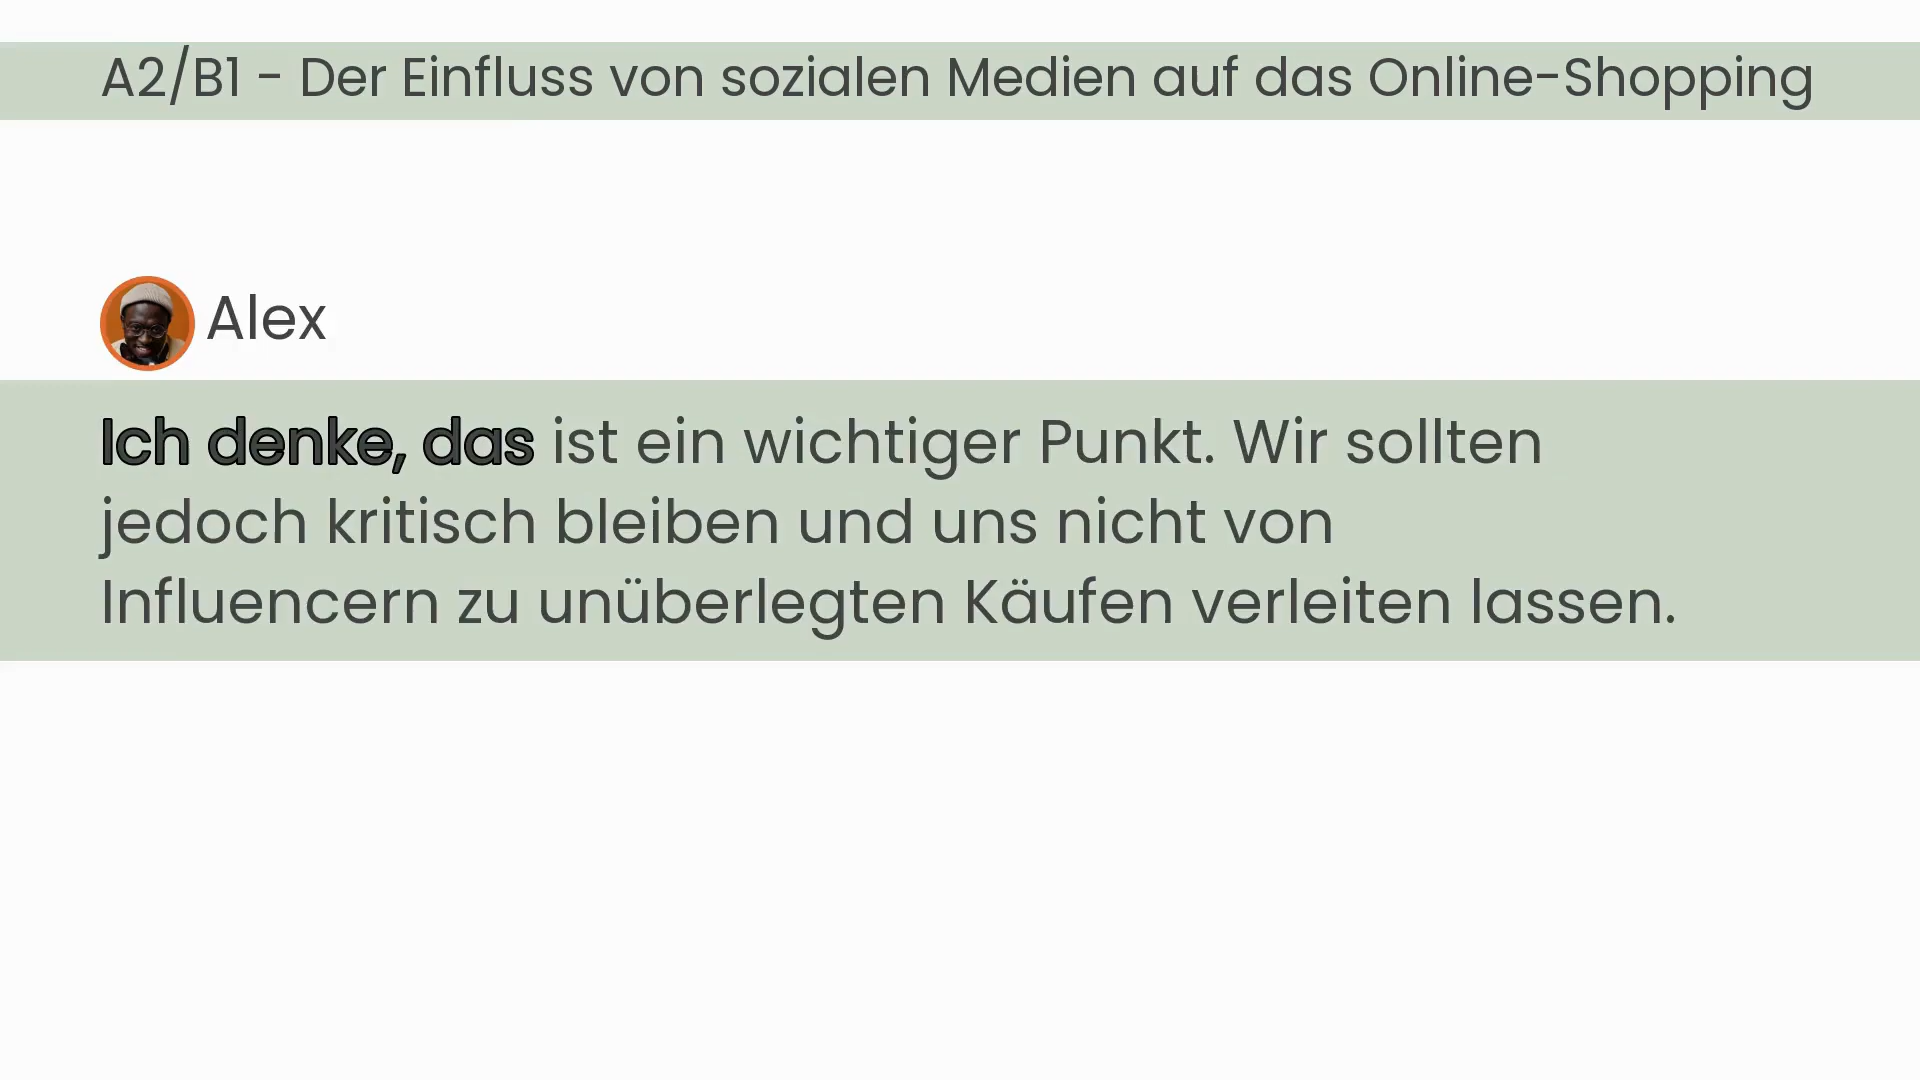 A2/B1 - Der Einfluss von sozialen Medien auf das Online-Shopping
Alex
Ich denke, das ist ein wichtiger Punkt. Wir sollten
jedoch kritisch bleiben und uns nicht von
Influencern zu unüberlegten Käufen verleiten lassen.